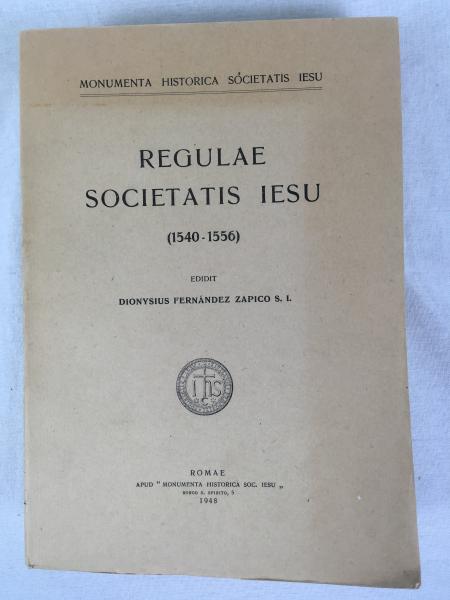 MONUMENTA HISTORICA SOCIETATIS IESU
REGULAE
SOCIETATIS IESU
(1540-1556)
EDIDIT
DIONYSIUS FERNÁNDEZ ZAPICO S. I.
IHS
ROMAE
APUD " MONUMENTA HISTORICA SOC. IESU „
BORGO S. SPIRITO, 5
1948